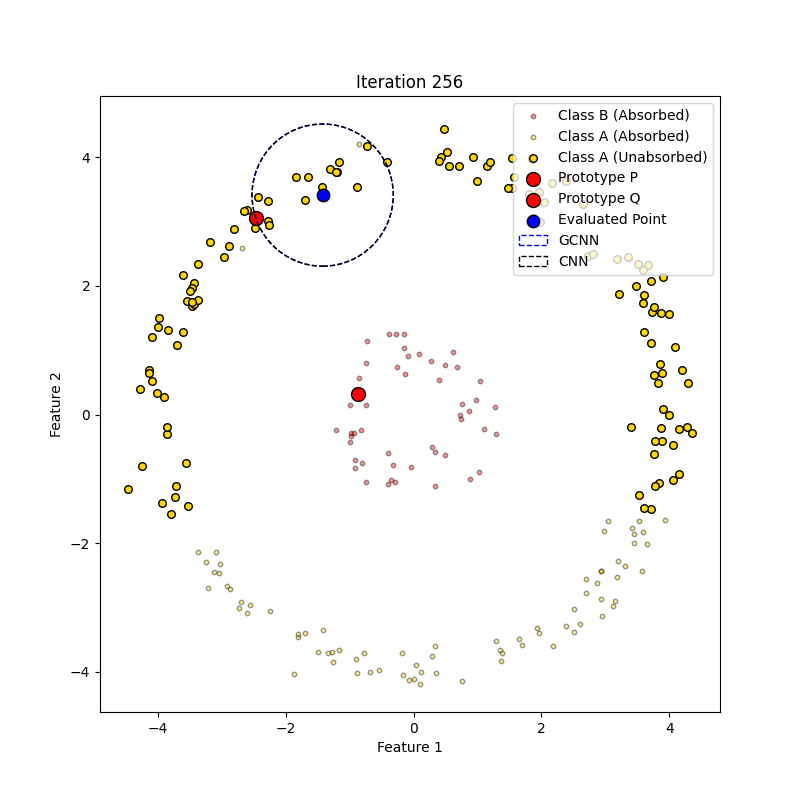 Iteration 256
Class B (Absorbed)
Class A (Absorbed)
Class A (Unabsorbed)
Prototype P
Prototype Q
Evaluated Point
GCNN
CNN
4
2
0
−2
−4
Feature 2
−4
−2
0
2
4
Feature 1